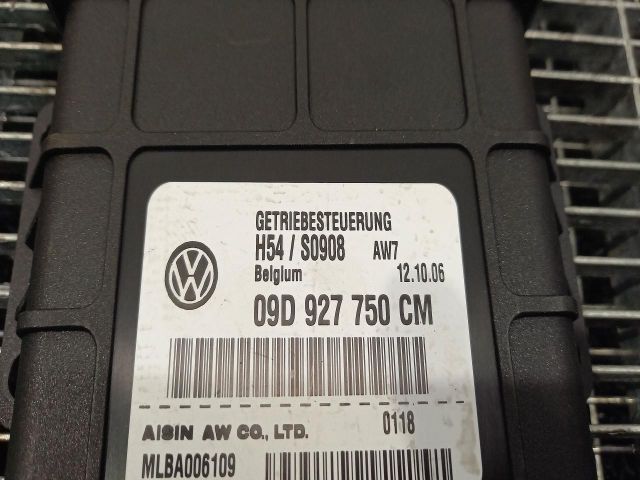 GETRIEBESTEUERUNG
H54 / S0908 AW7
Belgium 12.10.06
09D 927 750 CM
AISIN AW CO., LTD. 0118
MLBA006109